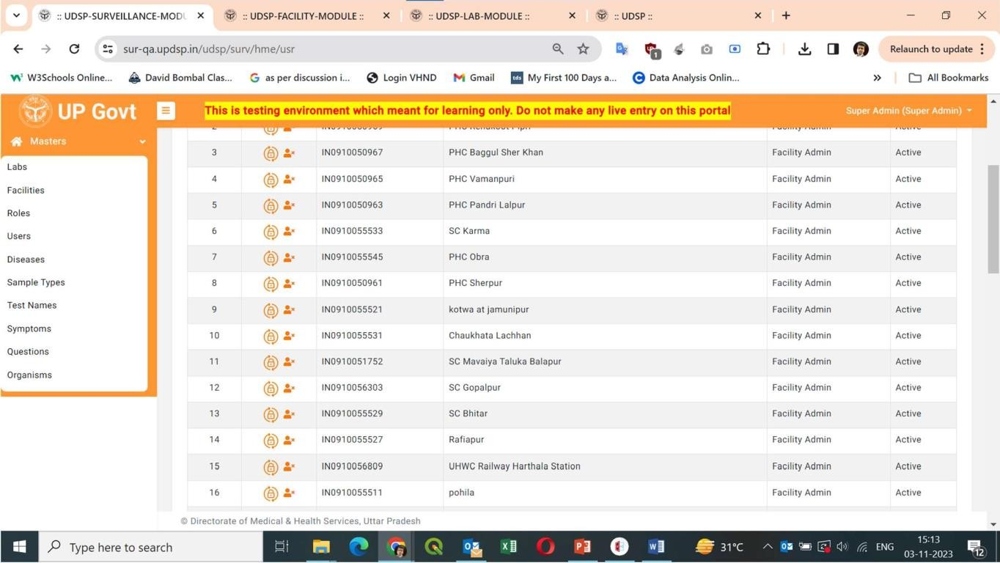 :: UDSP-SURVEILLANCE-MODU
:: UDSP-FACILITY-MODULE ::
:: UDSP-LAB-MODULE ::
:: UDSP ::
sur-qa.updsp.in/udsp/surv/hme/usr
1
Relaunch to update
W3Schools Online...
David Bombal Clas...
as per discussion i...
Login VHND
Gmail
tds My First 100 Days a...
Data Analysis Onlin...
All Bookmarks
UP Govt
This is testing environment which meant for learning only. Do not make any live entry on this portal
Super Admin (Super Admin)
Masters
Labs
Facilities
Roles
Users
Diseases
Sample Types
Test Names
Symptoms
Questions
Organisms
3 IN0910050967 PHC Baggul Sher Khan Facility Admin Active
4 IN0910050965 PHC Vamanpuri Facility Admin Active
5 IN0910050963 PHC Pandri Lalpur Facility Admin Active
6 IN0910055533 SC Karma Facility Admin Active
7 IN0910055545 PHC Obra Facility Admin Active
8 IN0910050961 PHC Sherpur Facility Admin Active
9 IN0910055521 kotwa at jamunipur Facility Admin Active
10 IN0910055531 Chaukhata Lachhan Facility Admin Active
11 IN0910051752 SC Mavaiya Taluka Balapur Facility Admin Active
12 IN0910056303 SC Gopalpur Facility Admin Active
13 IN0910055529 SC Bhitar Facility Admin Active
14 IN0910055527 Rafiapur Facility Admin Active
15 IN0910056809 UHWC Railway Harthala Station Facility Admin Active
16 IN0910055511 pohila Facility Admin Active
© Directorate of Medical & Health Services, Uttar Pradesh
Type here to search
31°C
ENG
15:13
03-11-2023
12